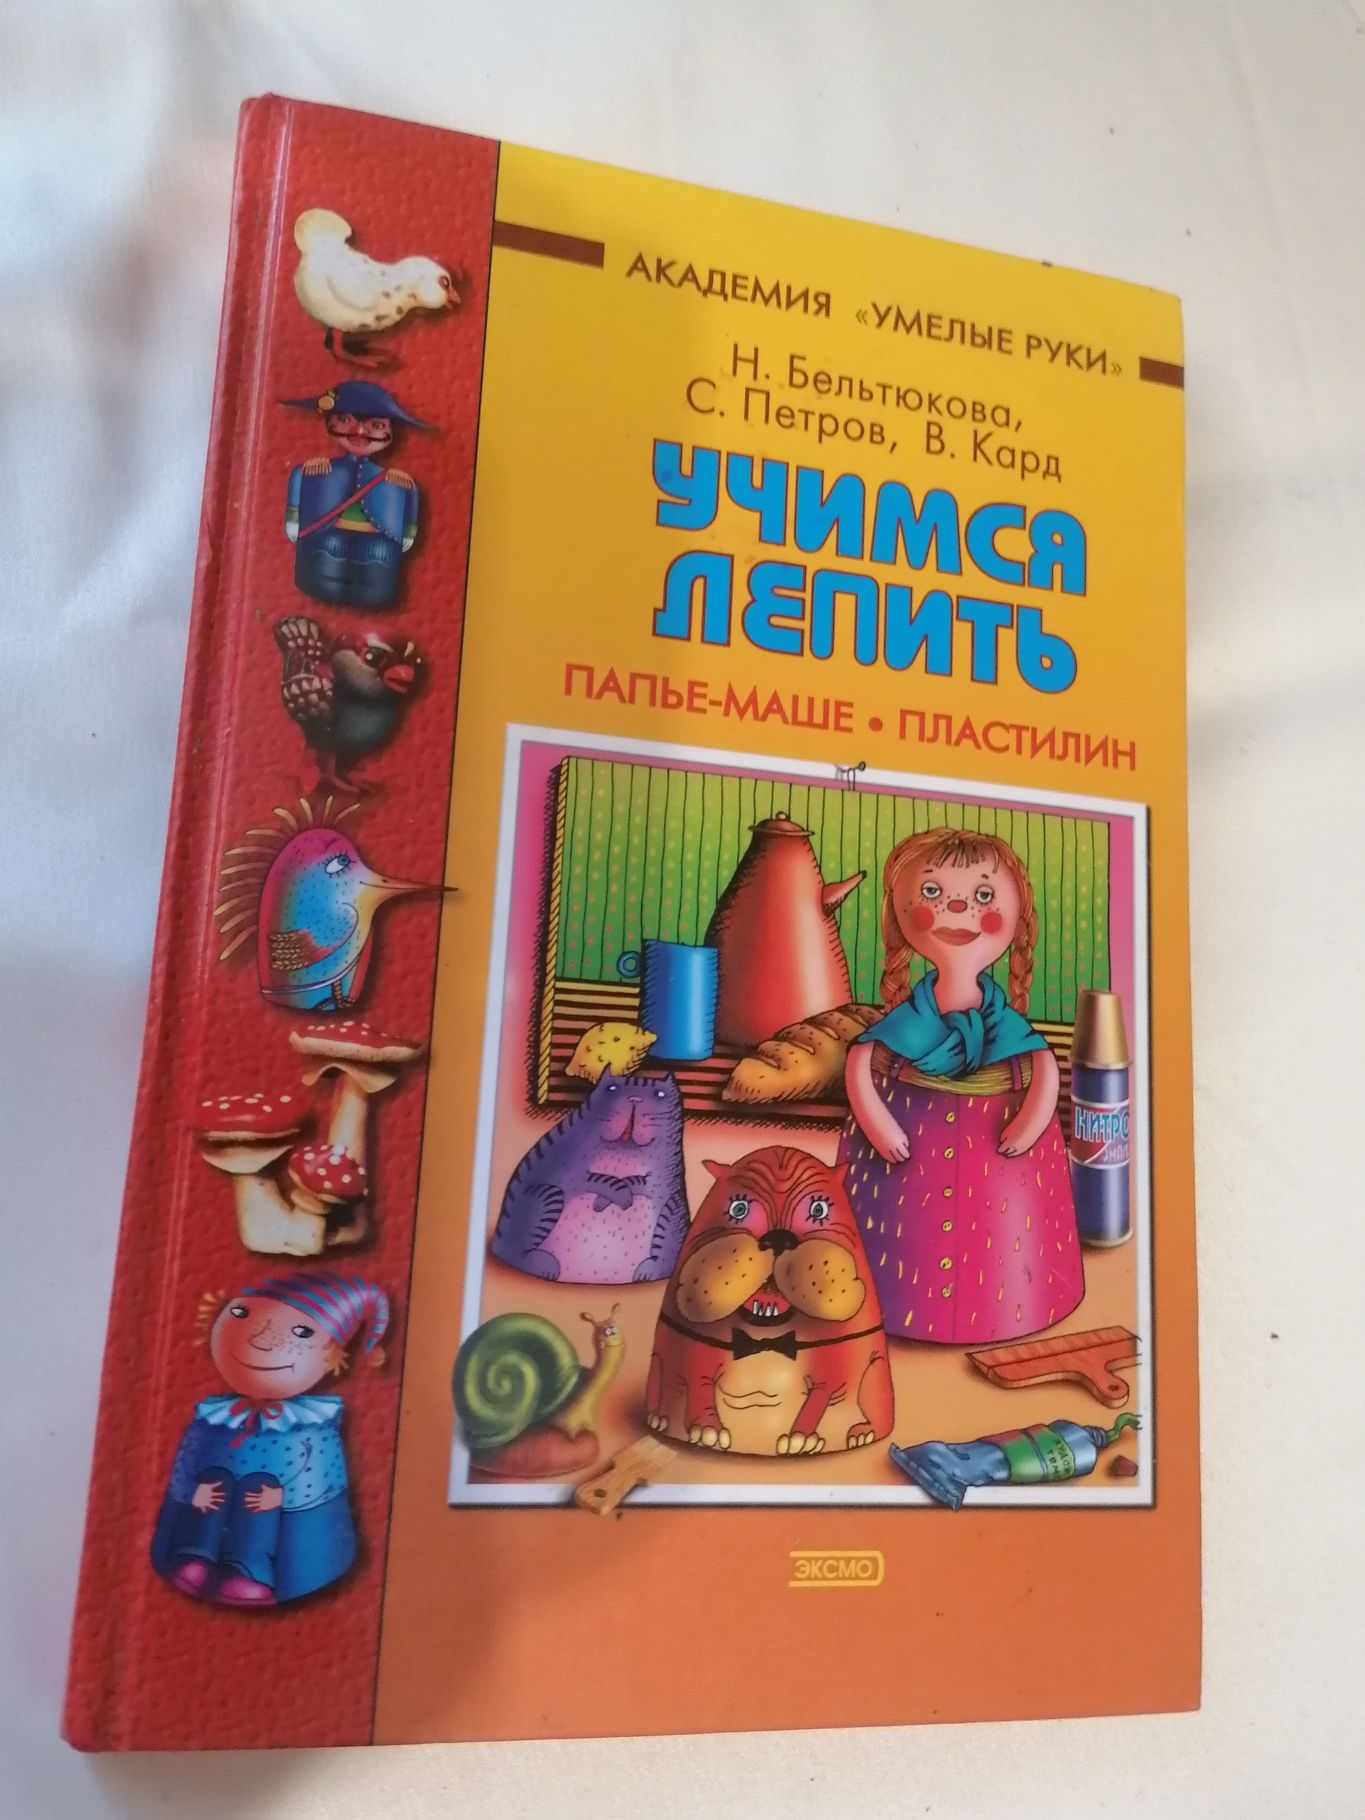 АКАДЕМИЯ «УМЕЛЫЕ РУКИ»
Н. Бельтюкова,
С. Петров, В. Кард
УЧИМСЯ
ЛЕПИТЬ
ПАПЬЕ-МАШЕ • ПЛАСТИЛИН
НИТРО
ЭКСМО